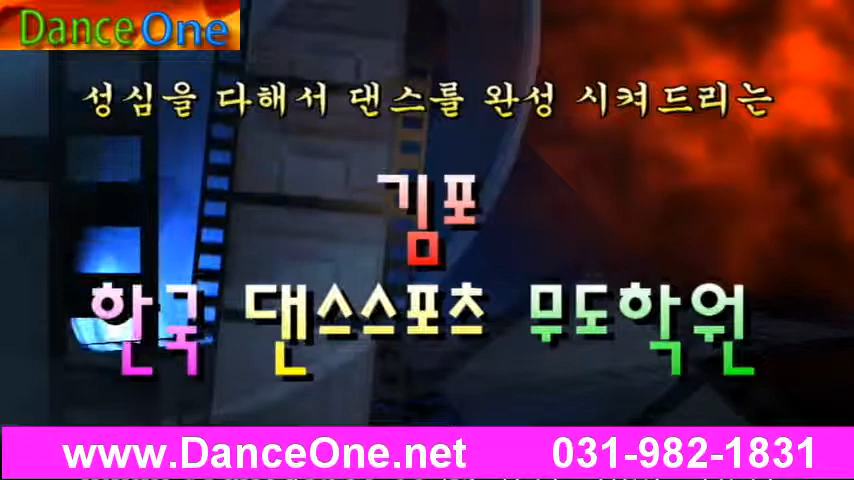 DanceOne
성심을 다해서 댄스를 완성 시켜드리는
김포
한국 댄스스포츠 무도학원
www.DanceOne.net 031-982-1831